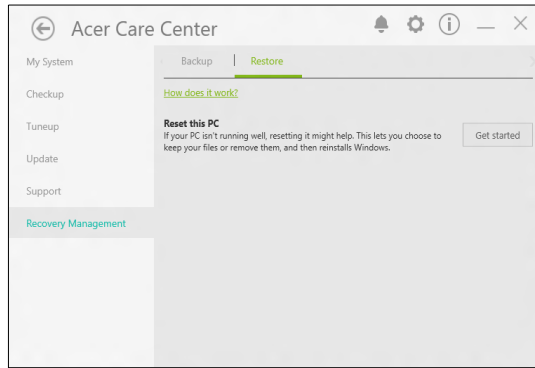 Acer Care Center
My System
Checkup
Tuneup
Update
Support
Recovery Management
Backup
Restore
How does it work?
Reset this PC
If your PC isn't running well, resetting it might help. This lets you choose to
keep your files or remove them, and then reinstalls Windows.
Get started